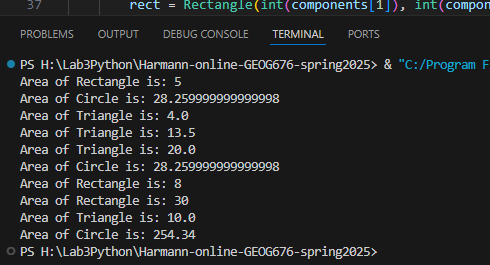 37 rect = Rectangle(int(components[1]), int(compon
PROBLEMS OUTPUT DEBUG CONSOLE TERMINAL PORTS
PS H:\Lab3Python\Harmann-online-GEOG676-spring2025> & "C:/Program F
Area of Rectangle is: 5
Area of Circle is: 28.259999999999998
Area of Triangle is: 4.0
Area of Triangle is: 13.5
Area of Triangle is: 20.0
Area of Circle is: 28.259999999999998
Area of Rectangle is: 8
Area of Rectangle is: 30
Area of Triangle is: 10.0
Area of Circle is: 254.34
PS H:\Lab3Python\Harmann-online-GEOG676-spring2025>